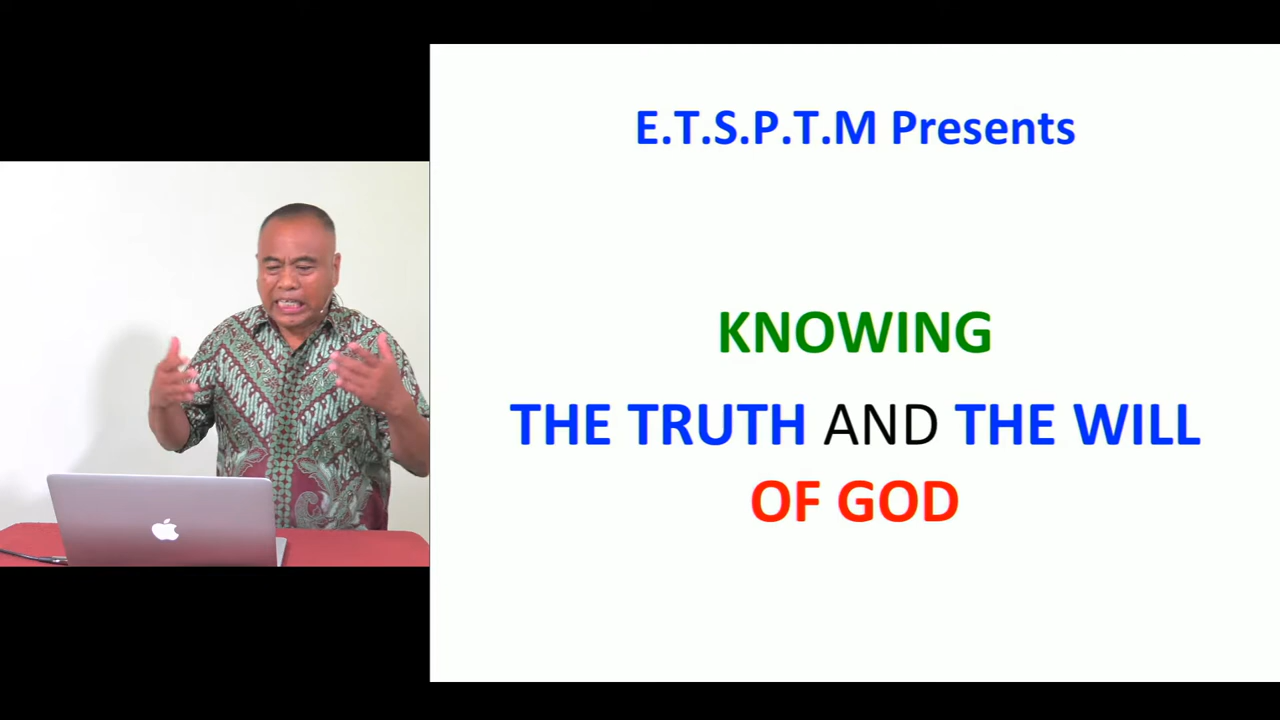 E.T.S.P.T.M Presents
KNOWING
THE TRUTH AND THE WILL
OF GOD